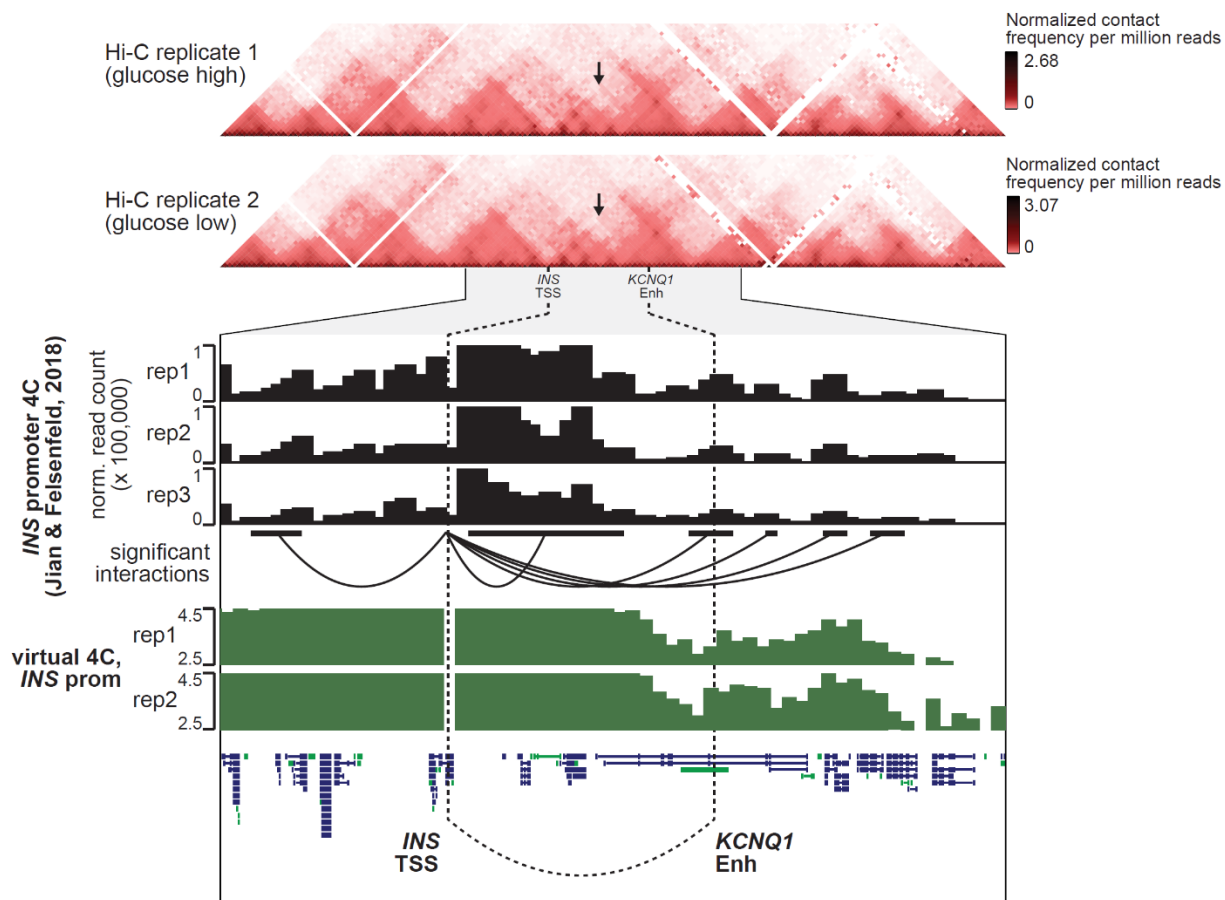 Hi-C replicate 1
(glucose high)
Normalized contact
frequency per million reads
2.68
0
Hi-C replicate 2
(glucose low)
Normalized contact
frequency per million reads
3.07
0
INS
TSS
KCNQ1
Enh
INS promoter 4C
(Jian & Felsenfeld, 2018)
norm. read count
(x 100,000)
rep1
1
0
rep2
1
0
rep3
1
0
significant
interactions
virtual 4C,
INS prom
rep1
4.5
2.5
rep2
4.5
2.5
INS
TSS
KCNQ1
Enh